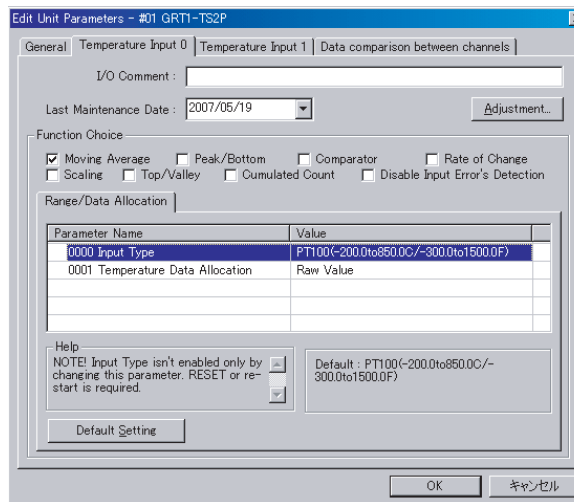 Edit Unit Parameters - #01 GRT1-TS2P
General Temperature Input 0 Temperature Input 1 Data comparison between channels
I/O Comment :
Last Maintenance Date : 2007/05/19 Adjustment...
Function Choice
Moving Average Peak/Bottom Comparator Rate of Change
Scaling Top/Valley Cumulated Count Disable Input Error's Detection
Range/Data Allocation
Parameter Name Value
0000 Input Type PT100(-200.0to850.0C/-300.0to1500.0F)
0001 Temperature Data Allocation Raw Value
Help
NOTE! Input Type isn't enabled only by
changing this parameter. RESET or re-
start is required.
Default : PT100(-200.0to850.0C/-
300.0to1500.0F)
Default Setting
OK キャンセル